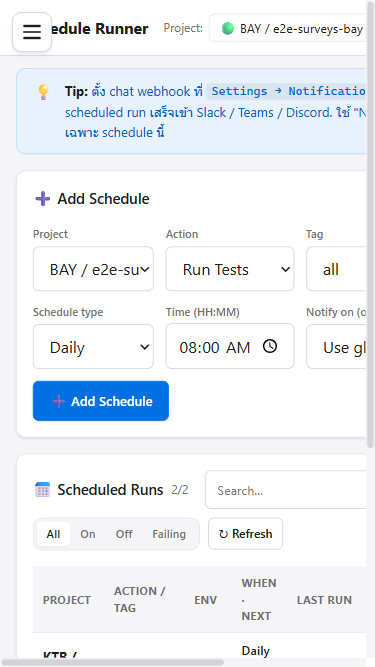 edule Runner
Project:
BAY / e2e-surveys-bay
Tip: ตั้ง chat webhook ที่ Settings → Notificatio
scheduled run เสร็จเข้า Slack / Teams / Discord. ใช้ "N
เฉพาะ schedule นี้
Add Schedule
Project
Action
Tag
BAY / e2e-su
Run Tests
all
Schedule type
Time (HH:MM)
Notify on (o
Daily
08:00 AM
Use gl
Add Schedule
Scheduled Runs 2/2
Search...
All
On
Off
Failing
↻ Refresh
PROJECT
ACTION /
TAG
ENV
WHEN
·
NEXT
LAST RUN
KTB /
Daily